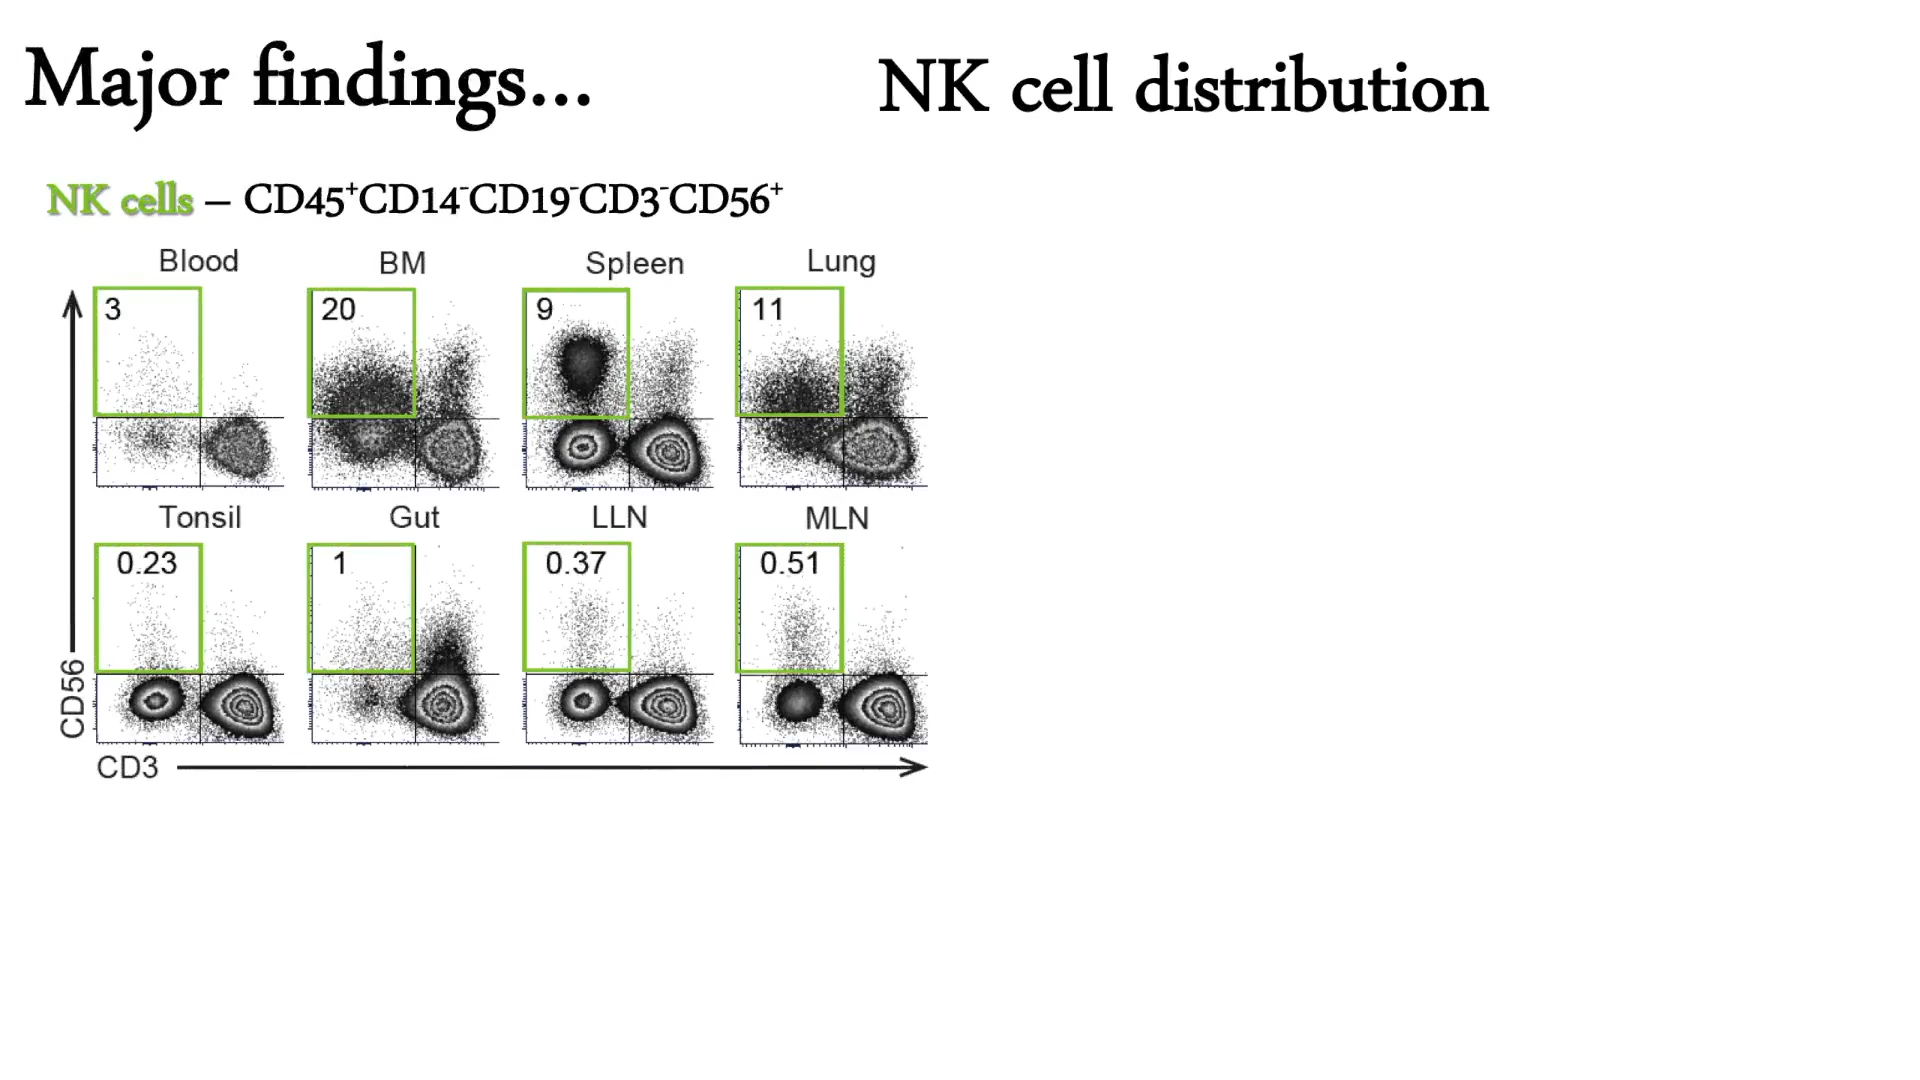 Major findings...
NK cell distribution
NK cells – CD45⁺CD14⁻CD19⁻CD3⁻CD56⁺
Blood BM Spleen Lung
3 20 9 11
Tonsil Gut LLN MLN
0.23 1 0.37 0.51
CD56
CD3